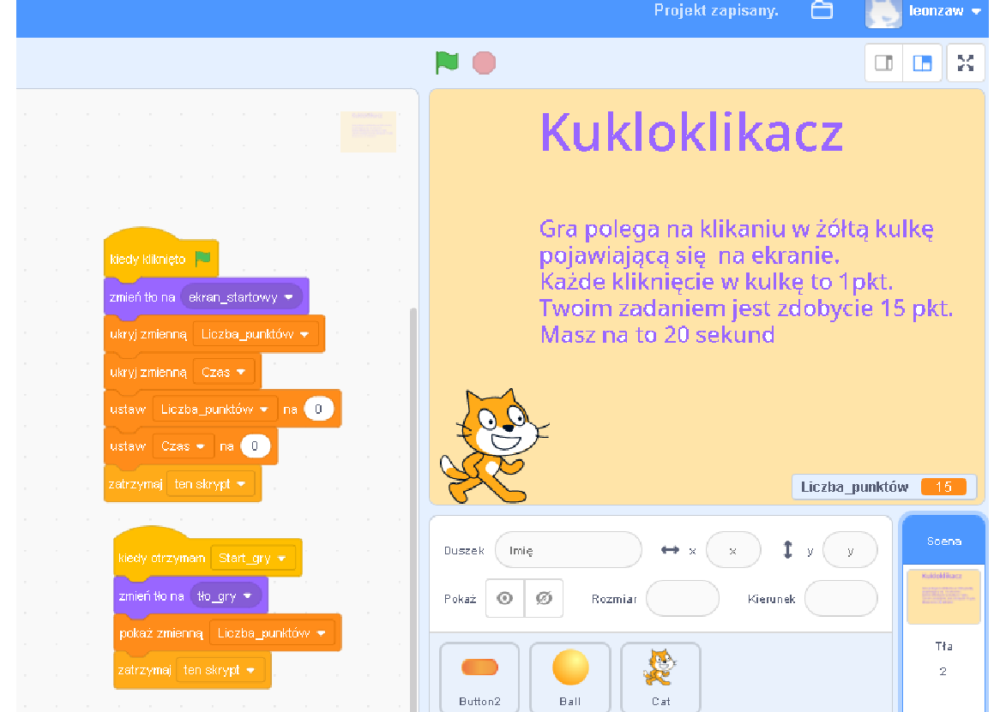 Projekt zapisany.
leonzaw
kiedy kliknięto
zmień tło na ekran_startowy
ukryj zmienną Liczba_punktów
ukryj zmienną Czas
ustaw Liczba_punktów na 0
ustaw Czas na 0
zatrzymaj ten skrypt
kiedy otrzymam Start_gry
zmień tło na tło_gry
pokaż zmienną Liczba_punktów
zatrzymaj ten skrypt
Kukloklikacz
Gra polega na klikaniu w żółtą kulkę
pojawiającą się na ekranie.
Każde kliknięcie w kulkę to 1pkt.
Twoim zadaniem jest zdobycie 15 pkt.
Masz na to 20 sekund
Liczba_punktów 15
Duszek Imię x x y y
Pokaż Rozmiar Kierunek
Button2 Ball Cat
Scena
Tła
2